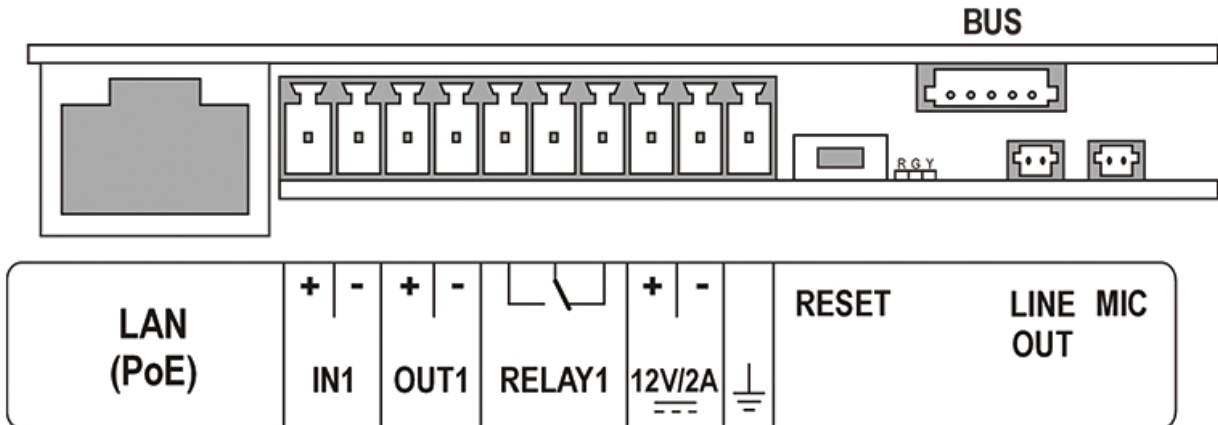 BUS
R G Y
+ - + - + -
RESET
LINE MIC
OUT
LAN
(PoE)
IN1 OUT1 RELAY1 12V/2A